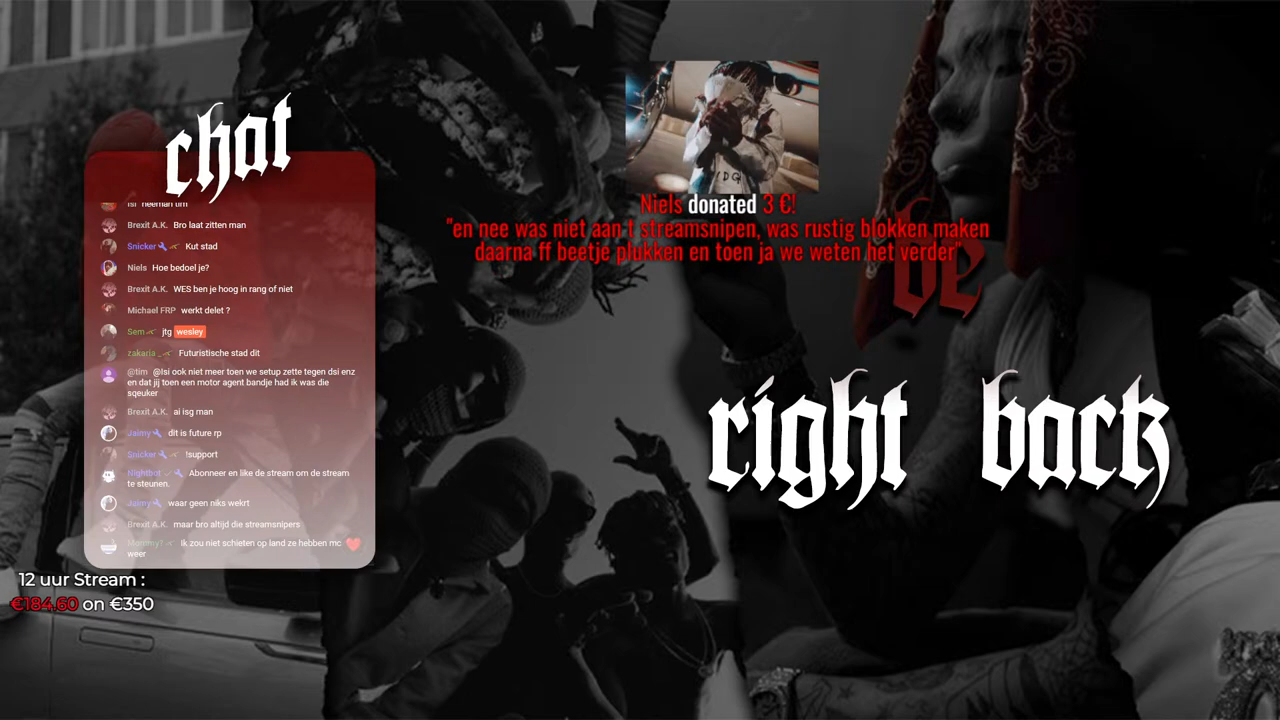 chat
Isi heeman tim
Brexit A.K. Bro laat zitten man
Snicker Kut stad
Niels Hoe bedoel je?
Brexit A.K. WES ben je hoog in rang of niet
Michael FRP werkt delet ?
Sem jtg wesley
zakaria_ Futuristische stad dit
@tim @Isi ook niet meer toen we setup zette tegen dsi enz
en dat jij toen een motor agent bandje had ik was die
sqeuker
Brexit A.K. ai isg man
Jaimy dit is future rp
Snicker !support
Nightbot Abonneer en like de stream om de stream
te steunen.
Jaimy waar geen niks wekrt
Brexit A.K. maar bro altijd die streamsnipers
Ik zou niet schieten op land ze hebben mc
weer
12 uur Stream :
€184.60 on €350
Niels donated 3 €!
"en nee was niet aan t streamsnipen, was rustig blokken maken
daarna ff beetje plukken en toen ja we weten het verder"
be
right back